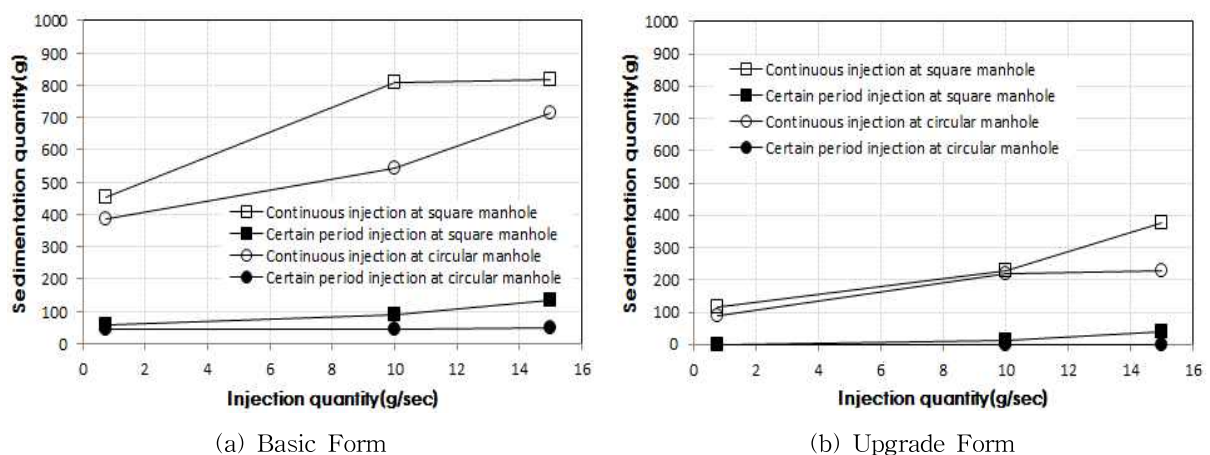 1000
900
800
700
600
500
400
300
200
100
0
Sedimentation quantity(g)
Continuous injection at square manhole
Certain period injection at square manhole
Continuous injection at circular manhole
Certain period injection at circular manhole
0 2 4 6 8 10 12 14 16
Injection quantity(g/sec)
(a) Basic Form
1000
900
800
700
600
500
400
300
200
100
0
Sedimentation quantity(g)
Continuous injection at square manhole
Certain period injection at square manhole
Continuous injection at circular manhole
Certain period injection at circular manhole
0 2 4 6 8 10 12 14 16
Injection quantity(g/sec)
(b) Upgrade Form